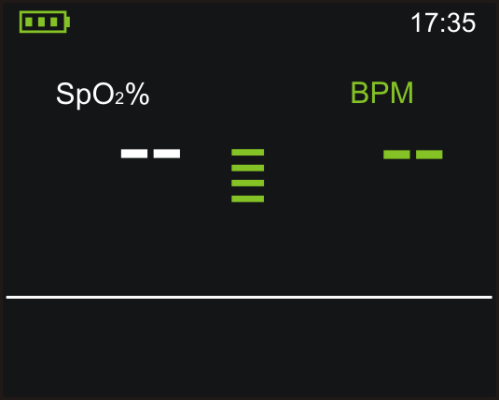 17:35
SpO₂% BPM
-- --